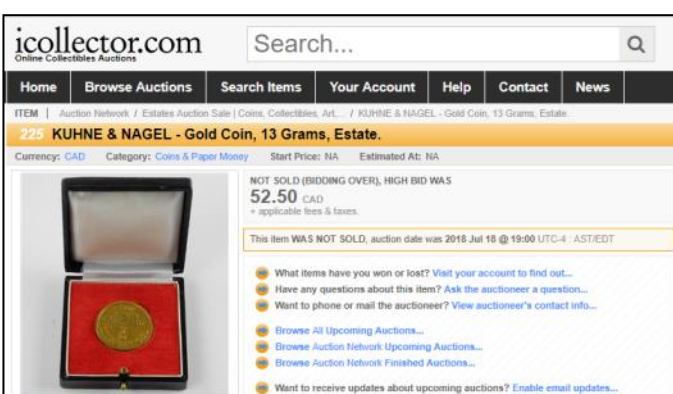 icollector.com
Online Collectibles Auctions
Search...
Home Browse Auctions Search Items Your Account Help Contact News
ITEM | Auction Network / Estates Auction Sale | Coins, Collectibles, Art,... / KUHNE & NAGEL - Gold Coin, 13 Grams, Estate.
225 KUHNE & NAGEL - Gold Coin, 13 Grams, Estate.
Currency: CAD Category: Coins & Paper Money Start Price: NA Estimated At: NA
NOT SOLD (BIDDING OVER), HIGH BID WAS
52.50 CAD
+ applicable fees & taxes.
This item WAS NOT SOLD, auction date was 2018 Jul 18 @ 19:00 UTC-4 : AST/EDT
What items have you won or lost? Visit your account to find out...
Have any questions about this item? Ask the auctioneer a question...
Want to phone or mail the auctioneer? View auctioneer's contact info...
Browse All Upcoming Auctions...
Browse Auction Network Upcoming Auctions...
Browse Auction Network Finished Auctions...
Want to receive updates about upcoming auctions? Enable email updates...